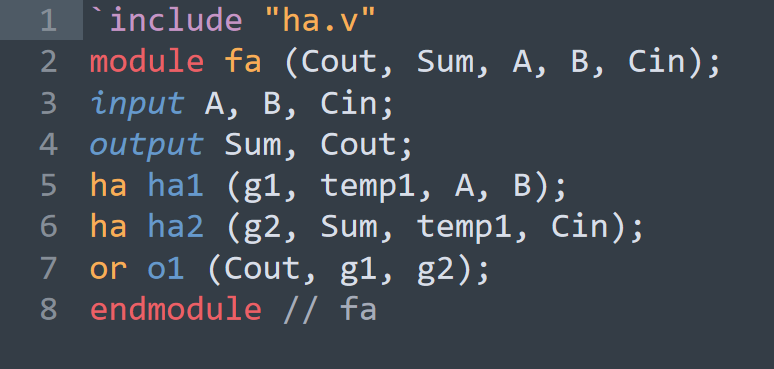 1 `include "ha.v"
2 module fa (Cout, Sum, A, B, Cin);
3 input A, B, Cin;
4 output Sum, Cout;
5 ha ha1 (g1, temp1, A, B);
6 ha ha2 (g2, Sum, temp1, Cin);
7 or o1 (Cout, g1, g2);
8 endmodule // fa